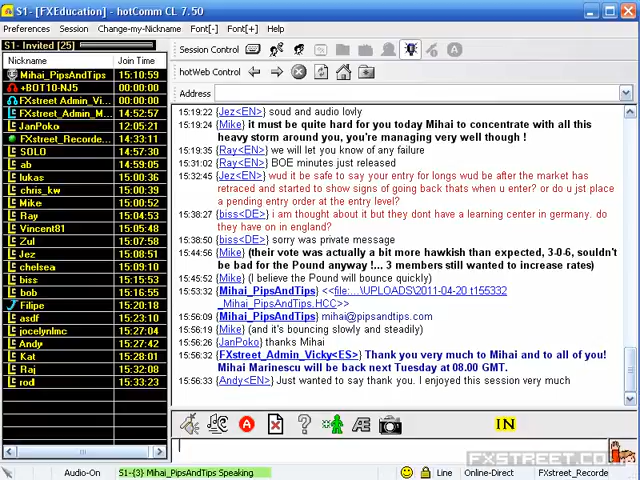 S1- [FXEducation] - hotComm CL 7.50
Preferences Session Change-my-Nickname Font[-] Font[+] Help
S1- Invited [25]
Session Control
Nickname Join Time
hotWeb Control
Address
Mihai_PipsAndTips 15:10:59
+BOT10-NJ5 00:00:00
FXstreet Admin_Vi... 00:00:00
FXstreet_Admin_M... 14:52:57
JanPoko 12:05:21
FXstreet_Recorde... 14:33:11
SOLO 14:57:30
ab 14:59:05
lukas 15:00:36
chris_kw 15:00:39
Mike 15:00:52
Ray 15:04:53
Vincent81 15:05:48
Zul 15:07:58
Jez 15:08:51
chelsea 15:09:10
biss 15:15:53
bob 15:16:55
Filipe 15:20:18
asdf 15:23:10
jocelynlmc 15:27:04
Andy 15:27:42
Kat 15:28:01
Raj 15:32:08
rod 15:33:23
15:19:22 {Jez<EN>} soud and audio lovly
15:19:24 {Mike} it must be quite hard for you today Mihai to concentrate with all this
heavy storm around you, you're managing very well though !
15:19:35 {Ray<EN>} we will let you know of any failure
15:31:02 {Ray<EN>} BOE minutes just released
15:32:45 {Jez<EN>} wud it be safe to say your entry for longs wud be after the market has
retraced and started to show signs of going back thats when u enter? or do u jst place
a pending entry order at the entry level?
15:38:27 {biss<DE>} i am thought about it but they dont have a learning center in germany. do
they have on in england?
15:38:50 {biss<DE>} sorry was private message
15:44:56 {Mike} (their vote was actually a bit more hawkish than expected, 3-0-6, souldn't
be bad for the Pound anyway !... 3 members still wanted to increase rates)
15:45:52 {Mike} (I believe the Pound will bounce quickly)
15:53:32 {Mihai_PipsAndTips} <<file:...\UPLOADS\2011-04-20 t155332
_Mihai_PipsAndTips.HCC>>
15:56:09 {Mihai_PipsAndTips} mihai@pipsandtips.com
15:56:19 {Mike} (and it's bouncing slowly and steadily)
15:56:26 {JanPoko} thanks Mihai
15:56:32 {FXstreet_Admin_Vicky<ES>} Thank you very much to Mihai and to all of you!
Mihai Marinescu will be back next Tuesday at 08.00 GMT.
15:56:33 {Andy<EN>} Just wanted to say thank you. I enjoyed this session very much
IN
FXSTREET.COM
Audio-On S1-{3} Mihai_PipsAndTips Speaking Line Online-Direct FXstreet_Recorde